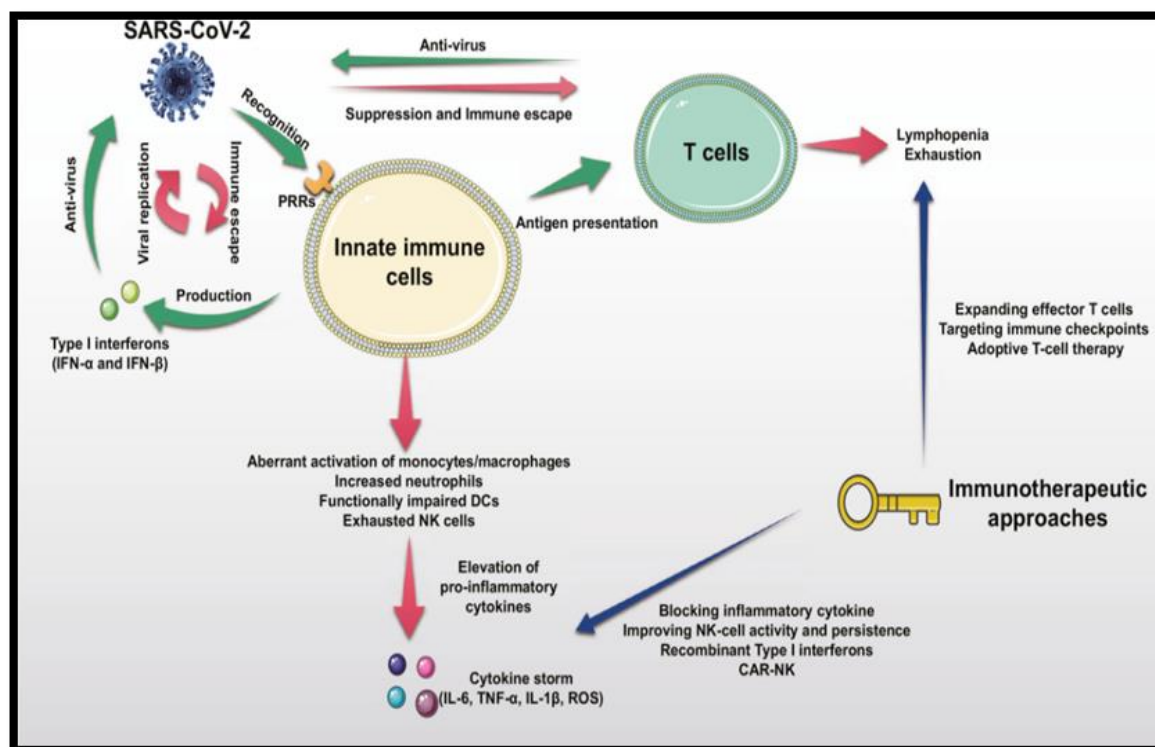 SARS-CoV-2
Anti-virus
Suppression and Immune escape
Recognition
PRRs
Anti-virus
Viral replication
Immune escape
Innate immune
cells
T cells
Lymphopenia
Exhaustion
Antigen presentation
Production
Type I interferons
(IFN-α and IFN-β)
Expanding effector T cells
Targeting immune checkpoints
Adoptive T-cell therapy
Aberrant activation of monocytes/macrophages
Increased neutrophils
Functionally impaired DCs
Exhausted NK cells
Immunotherapeutic
approaches
Elevation of
pro-inflammatory
cytokines
Blocking inflammatory cytokine
Improving NK-cell activity and persistence
Recombinant Type I interferons
CAR-NK
Cytokine storm
(IL-6, TNF-α, IL-1β, ROS)